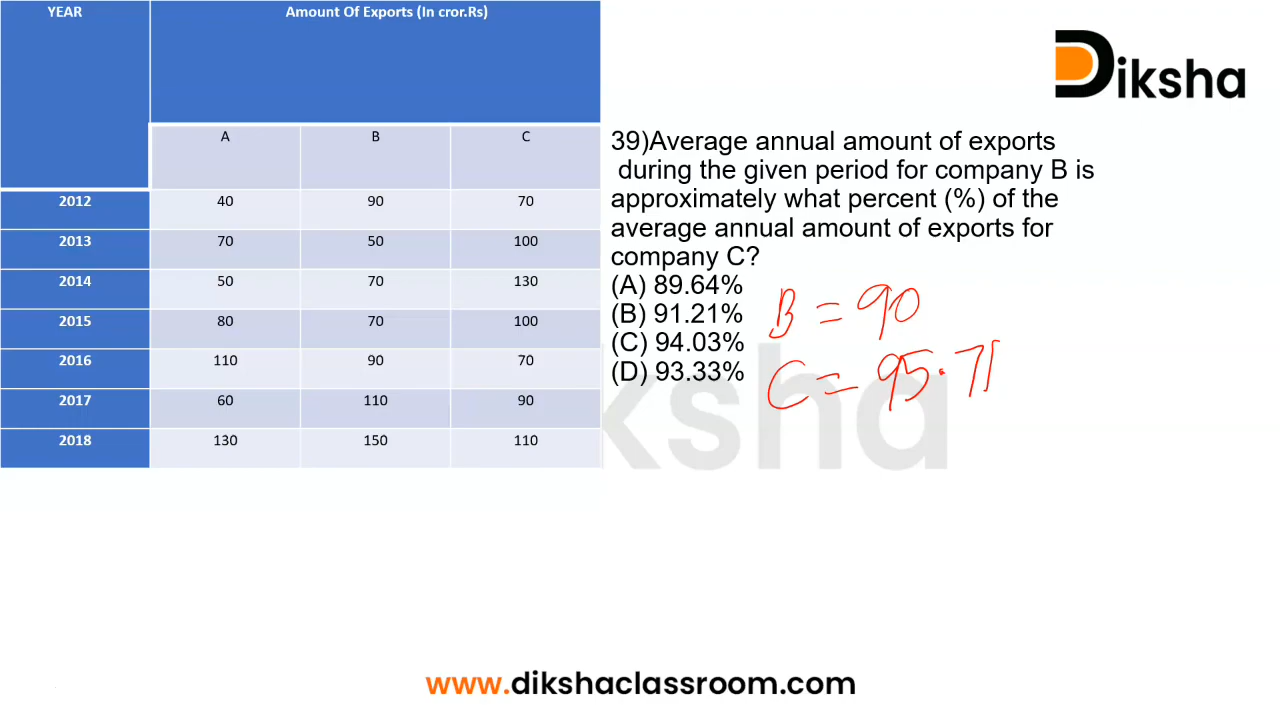 YEAR Amount Of Exports (In cror.Rs)
A B C
2012 40 90 70
2013 70 50 100
2014 50 70 130
2015 80 70 100
2016 110 90 70
2017 60 110 90
2018 130 150 110
Diksha
39)Average annual amount of exports
during the given period for company B is
approximately what percent (%) of the
average annual amount of exports for
company C?
(A) 89.64%
(B) 91.21%
(C) 94.03%
(D) 93.33%
B = 90
C = 95.71
ksha
www.dikshaclassroom.com